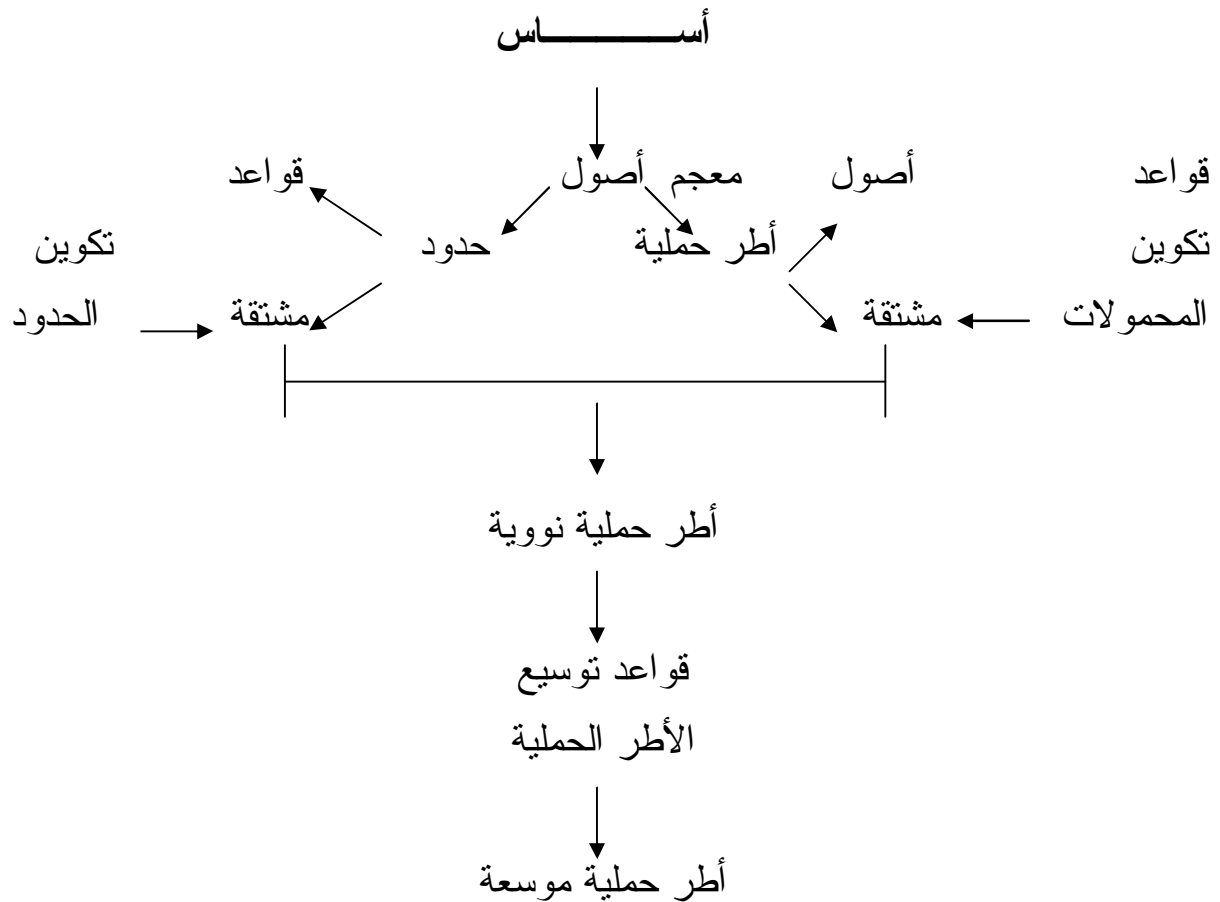 أســـــــــاس
قواعد أصول معجم أصول قواعد
تكوين أطر حملية حدود تكوين
المحمولات مشتقة مشتقة الحدود
أطر حملية نووية
قواعد توسيع
الأطر الحملية
أطر حملية موسعة